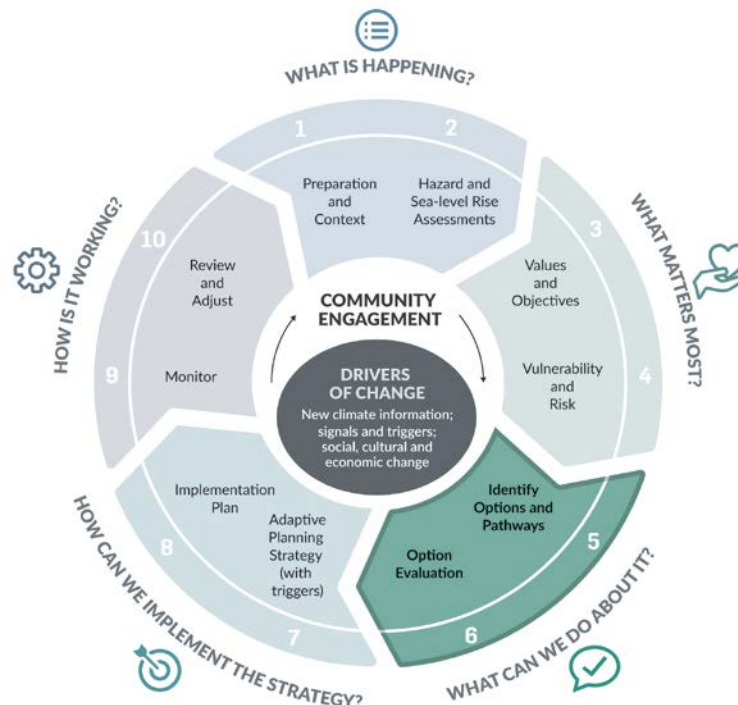 WHAT IS HAPPENING?
1
2
Preparation
and
Context
Hazard and
Sea-level Rise
Assessments
WHAT MATTERS MOST?
3
Values
and
Objectives
4
Vulnerability
and
Risk
WHAT CAN WE DO ABOUT IT?
5
Identify
Options and
Pathways
6
Option
Evaluation
HOW CAN WE IMPLEMENT THE STRATEGY?
7
Adaptive
Planning
Strategy
(with
triggers)
8
Implementation
Plan
HOW IS IT WORKING?
9
Monitor
10
Review
and
Adjust
COMMUNITY
ENGAGEMENT
DRIVERS
OF CHANGE
New climate information;
signals and triggers;
social, cultural and
economic change